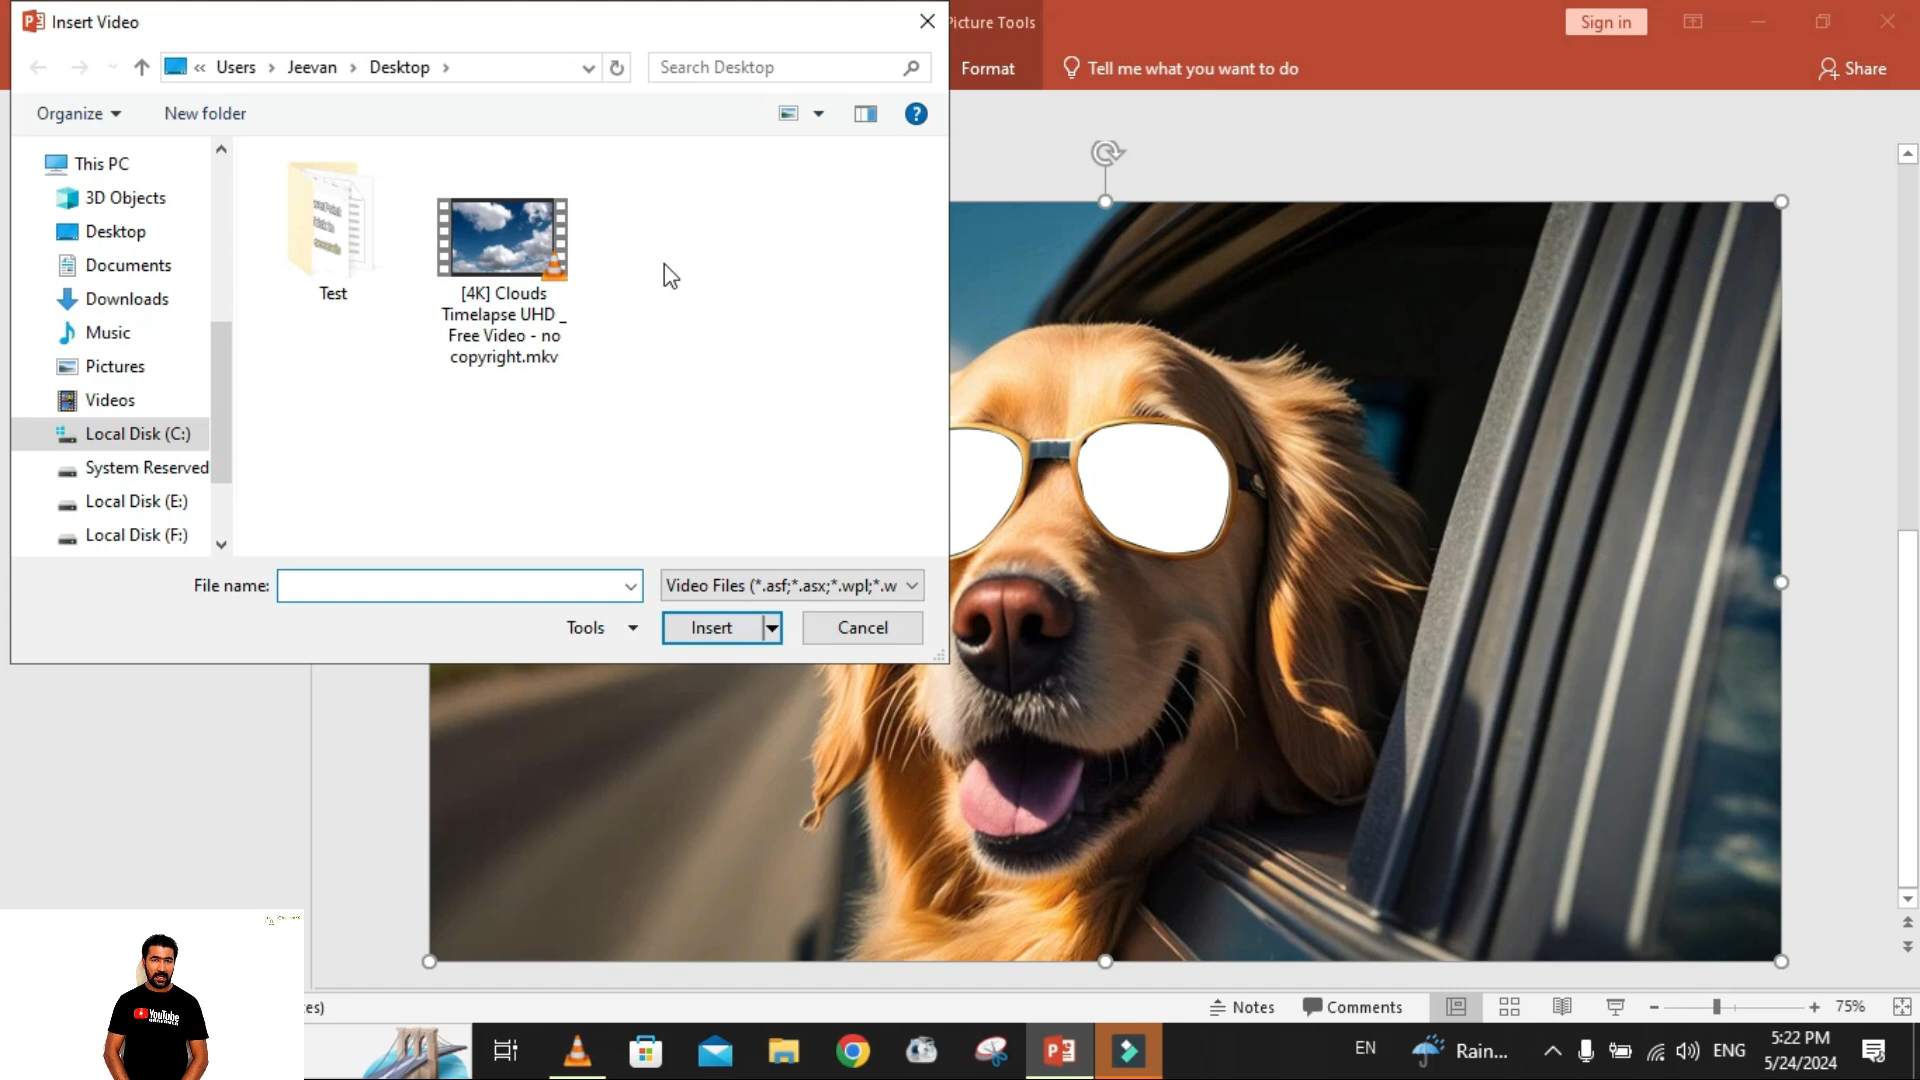 Insert Video
Picture Tools
Sign in
« Users > Jeevan > Desktop >
Search Desktop
Format
Tell me what you want to do
Share
Organize
New folder
This PC
3D Objects
Desktop
Documents
Downloads
Music
Pictures
Videos
Local Disk (C:)
System Reserved
Local Disk (E:)
Local Disk (F:)
Test
[4K] Clouds
Timelapse UHD _
Free Video - no
copyright.mkv
File name:
Video Files (*.asf;*.asx;*.wpl;*.w
Tools
Insert
Cancel
YouTube
es)
Notes
Comments
75%
EN
Rain...
ENG
5:22 PM
5/24/2024